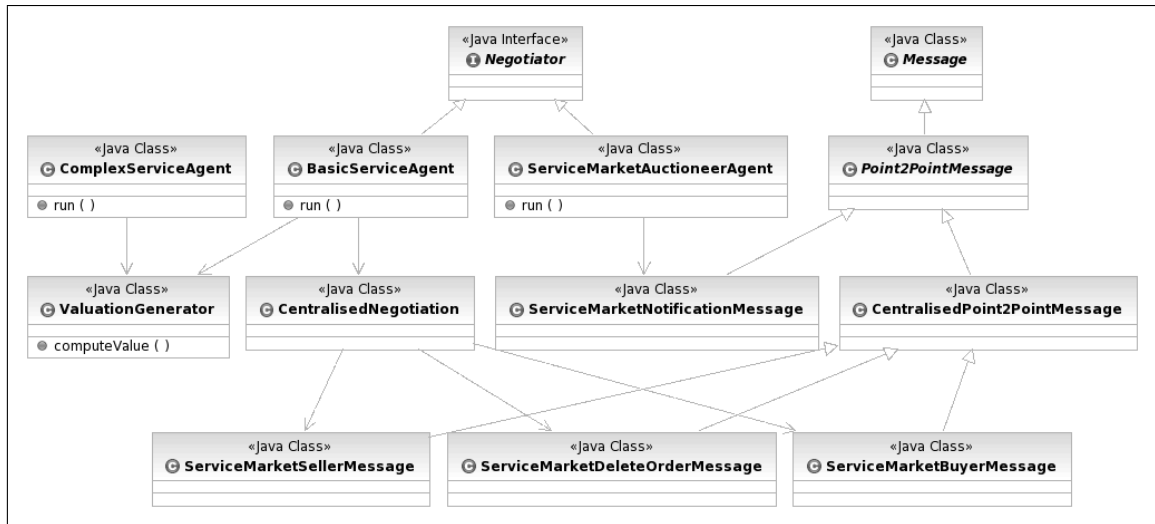 «Java Interface»
I Negotiator
«Java Class»
C Message
«Java Class»
C ComplexServiceAgent
run ( )
«Java Class»
C BasicServiceAgent
run ( )
«Java Class»
C ServiceMarketAuctioneerAgent
run ( )
«Java Class»
C Point2PointMessage
«Java Class»
C ValuationGenerator
computeValue ( )
«Java Class»
C CentralisedNegotiation
«Java Class»
C ServiceMarketNotificationMessage
«Java Class»
C CentralisedPoint2PointMessage
«Java Class»
C ServiceMarketSellerMessage
«Java Class»
C ServiceMarketDeleteOrderMessage
«Java Class»
C ServiceMarketBuyerMessage